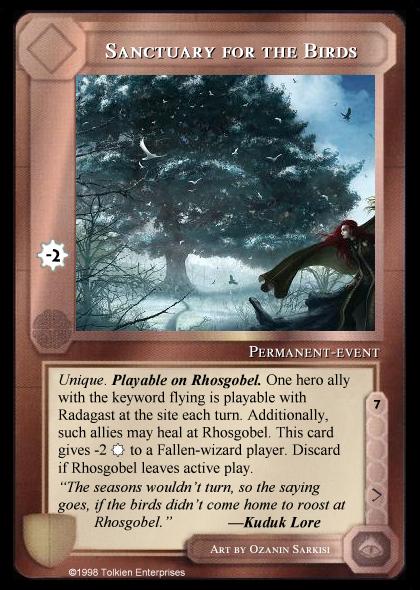 Sanctuary for the Birds
-2
Permanent-event
Unique. Playable on Rhosgobel. One hero ally
with the keyword flying is playable with
Radagast at the site each turn. Additionally,
such allies may heal at Rhosgobel. This card
gives -2 to a Fallen-wizard player. Discard
if Rhosgobel leaves active play.
“The seasons wouldn’t turn, so the saying
goes, if the birds didn’t come home to roost at
Rhosgobel.” —Kuduk Lore
7
Art by Ozanin Sarkisi
©1998 Tolkien Enterprises